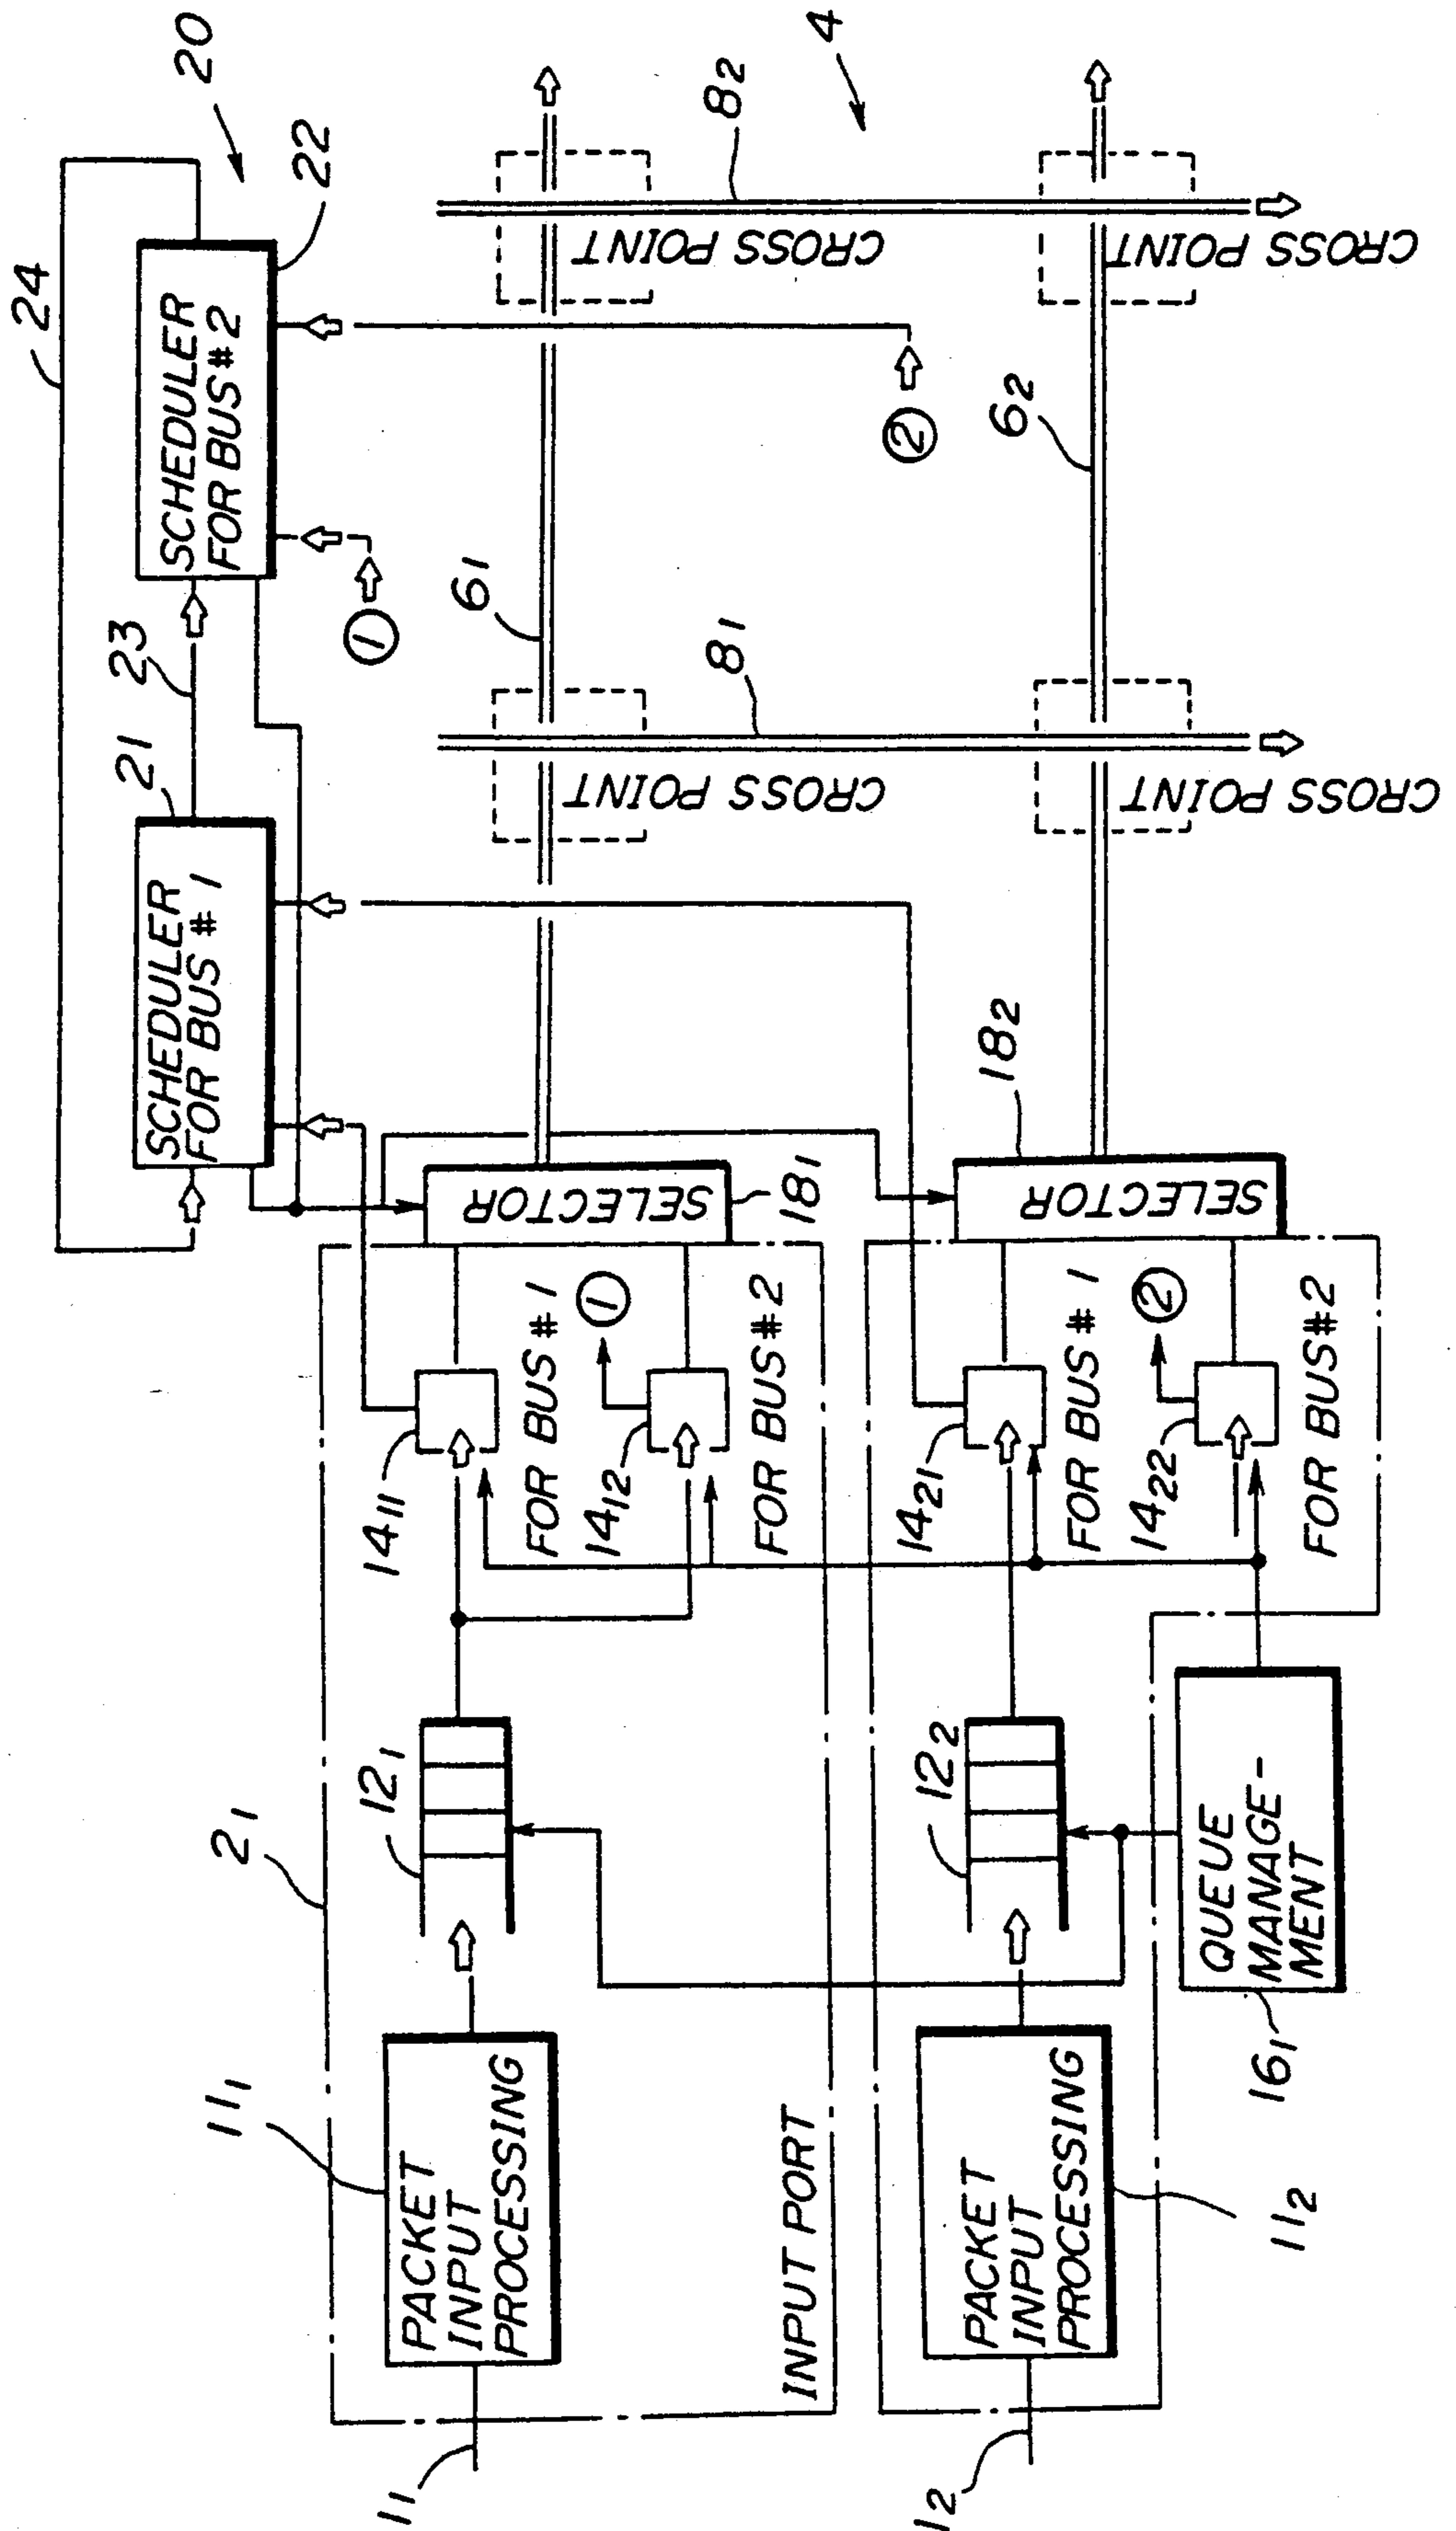 24
20
SCHEDULER
FOR BUS # 1
21
23
SCHEDULER
FOR BUS #2
22
1
2
6₁
6₂
8₁
8₂
4
CROSS POINT
CROSS POINT
CROSS POINT
CROSS POINT
2₁
1₁
11₁
PACKET
INPUT
PROCESSING
12₁
14₁₁
FOR BUS # 1
14₁₂
1
FOR BUS #2
SELECTOR
18₁
INPUT PORT
1₂
PACKET
INPUT
PROCESSING
11₂
12₂
14₂₁
FOR BUS # 1
14₂₂
2
FOR BUS #2
SELECTOR
18₂
QUEUE
MANAGE-
MENT
16₁